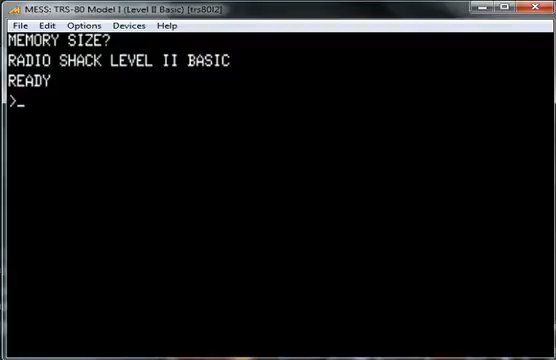 MESS: TRS-80 Model I (Level II Basic) [trs80l2]
File Edit Options Devices Help
MEMORY SIZE?
RADIO SHACK LEVEL II BASIC
READY
>_